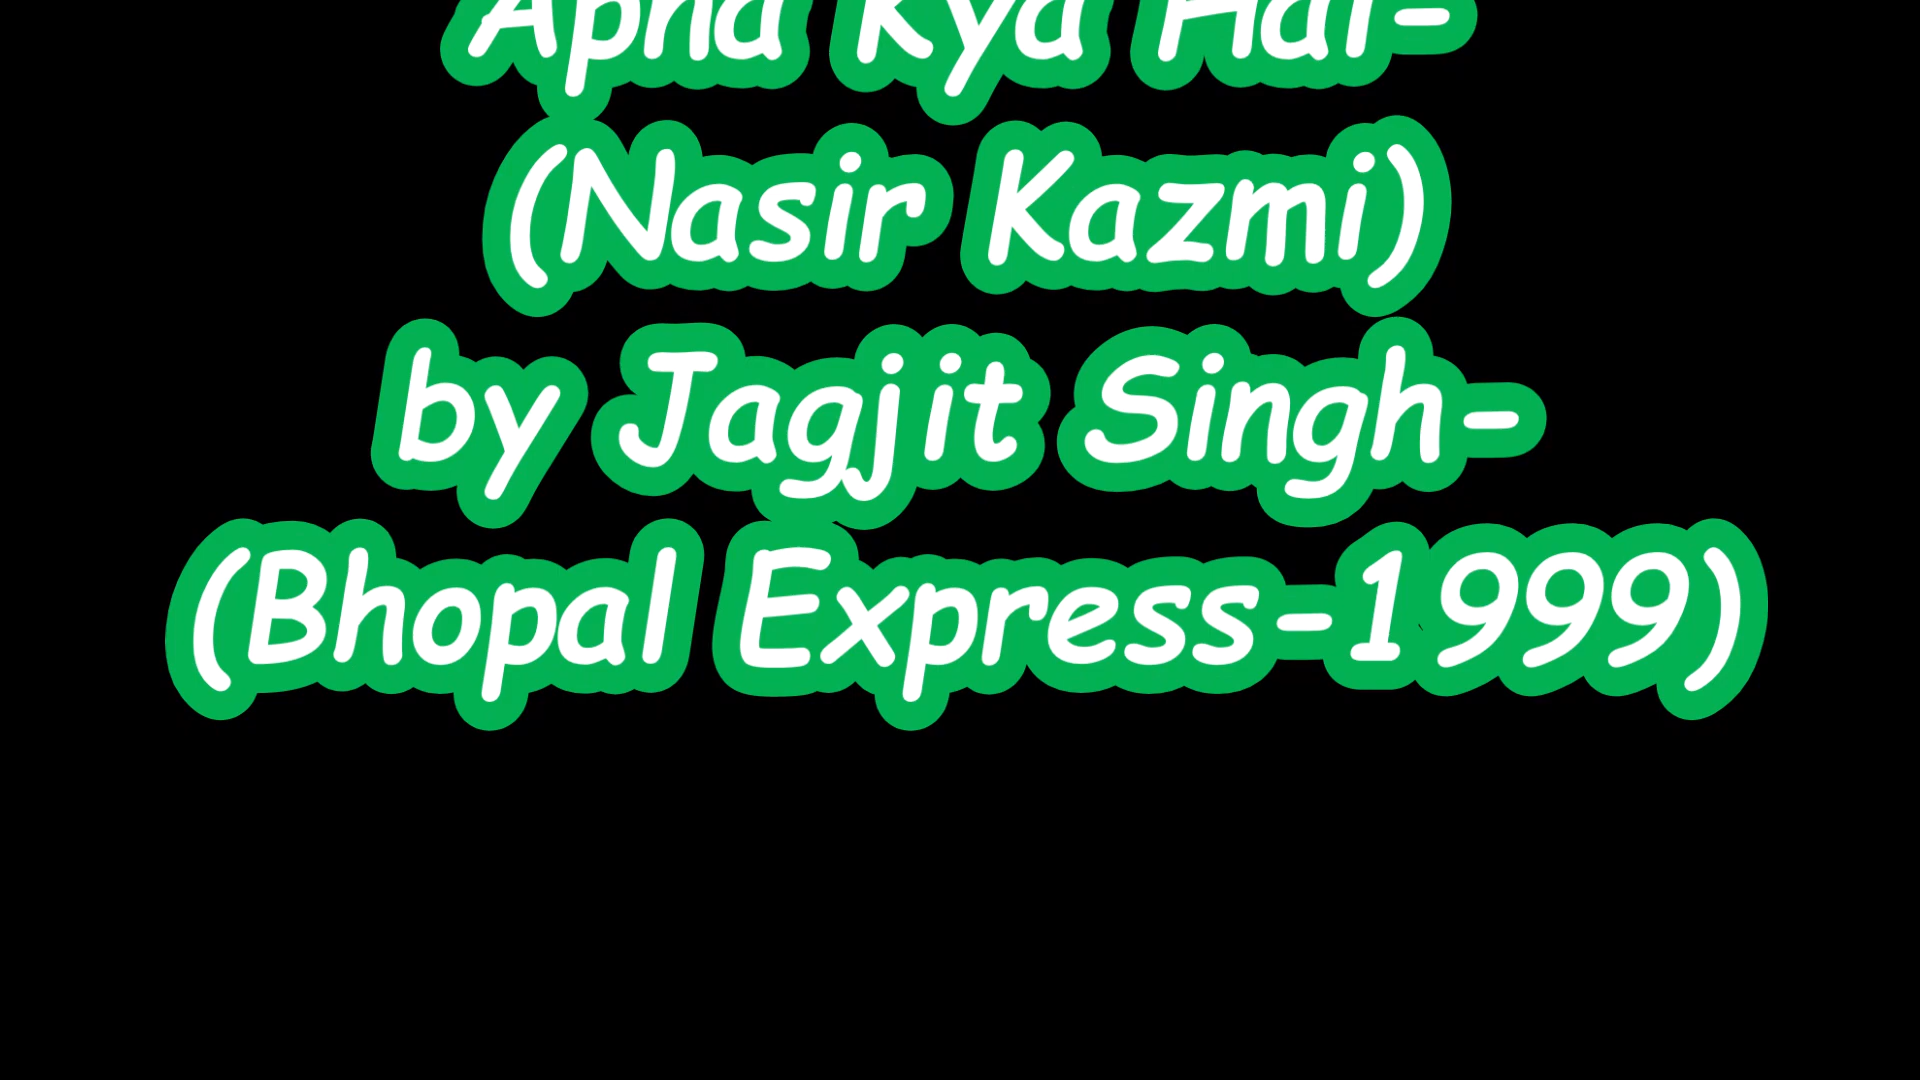 Apna Kya Hai-
(Nasir Kazmi)
by Jagjit Singh-
(Bhopal Express-1999)